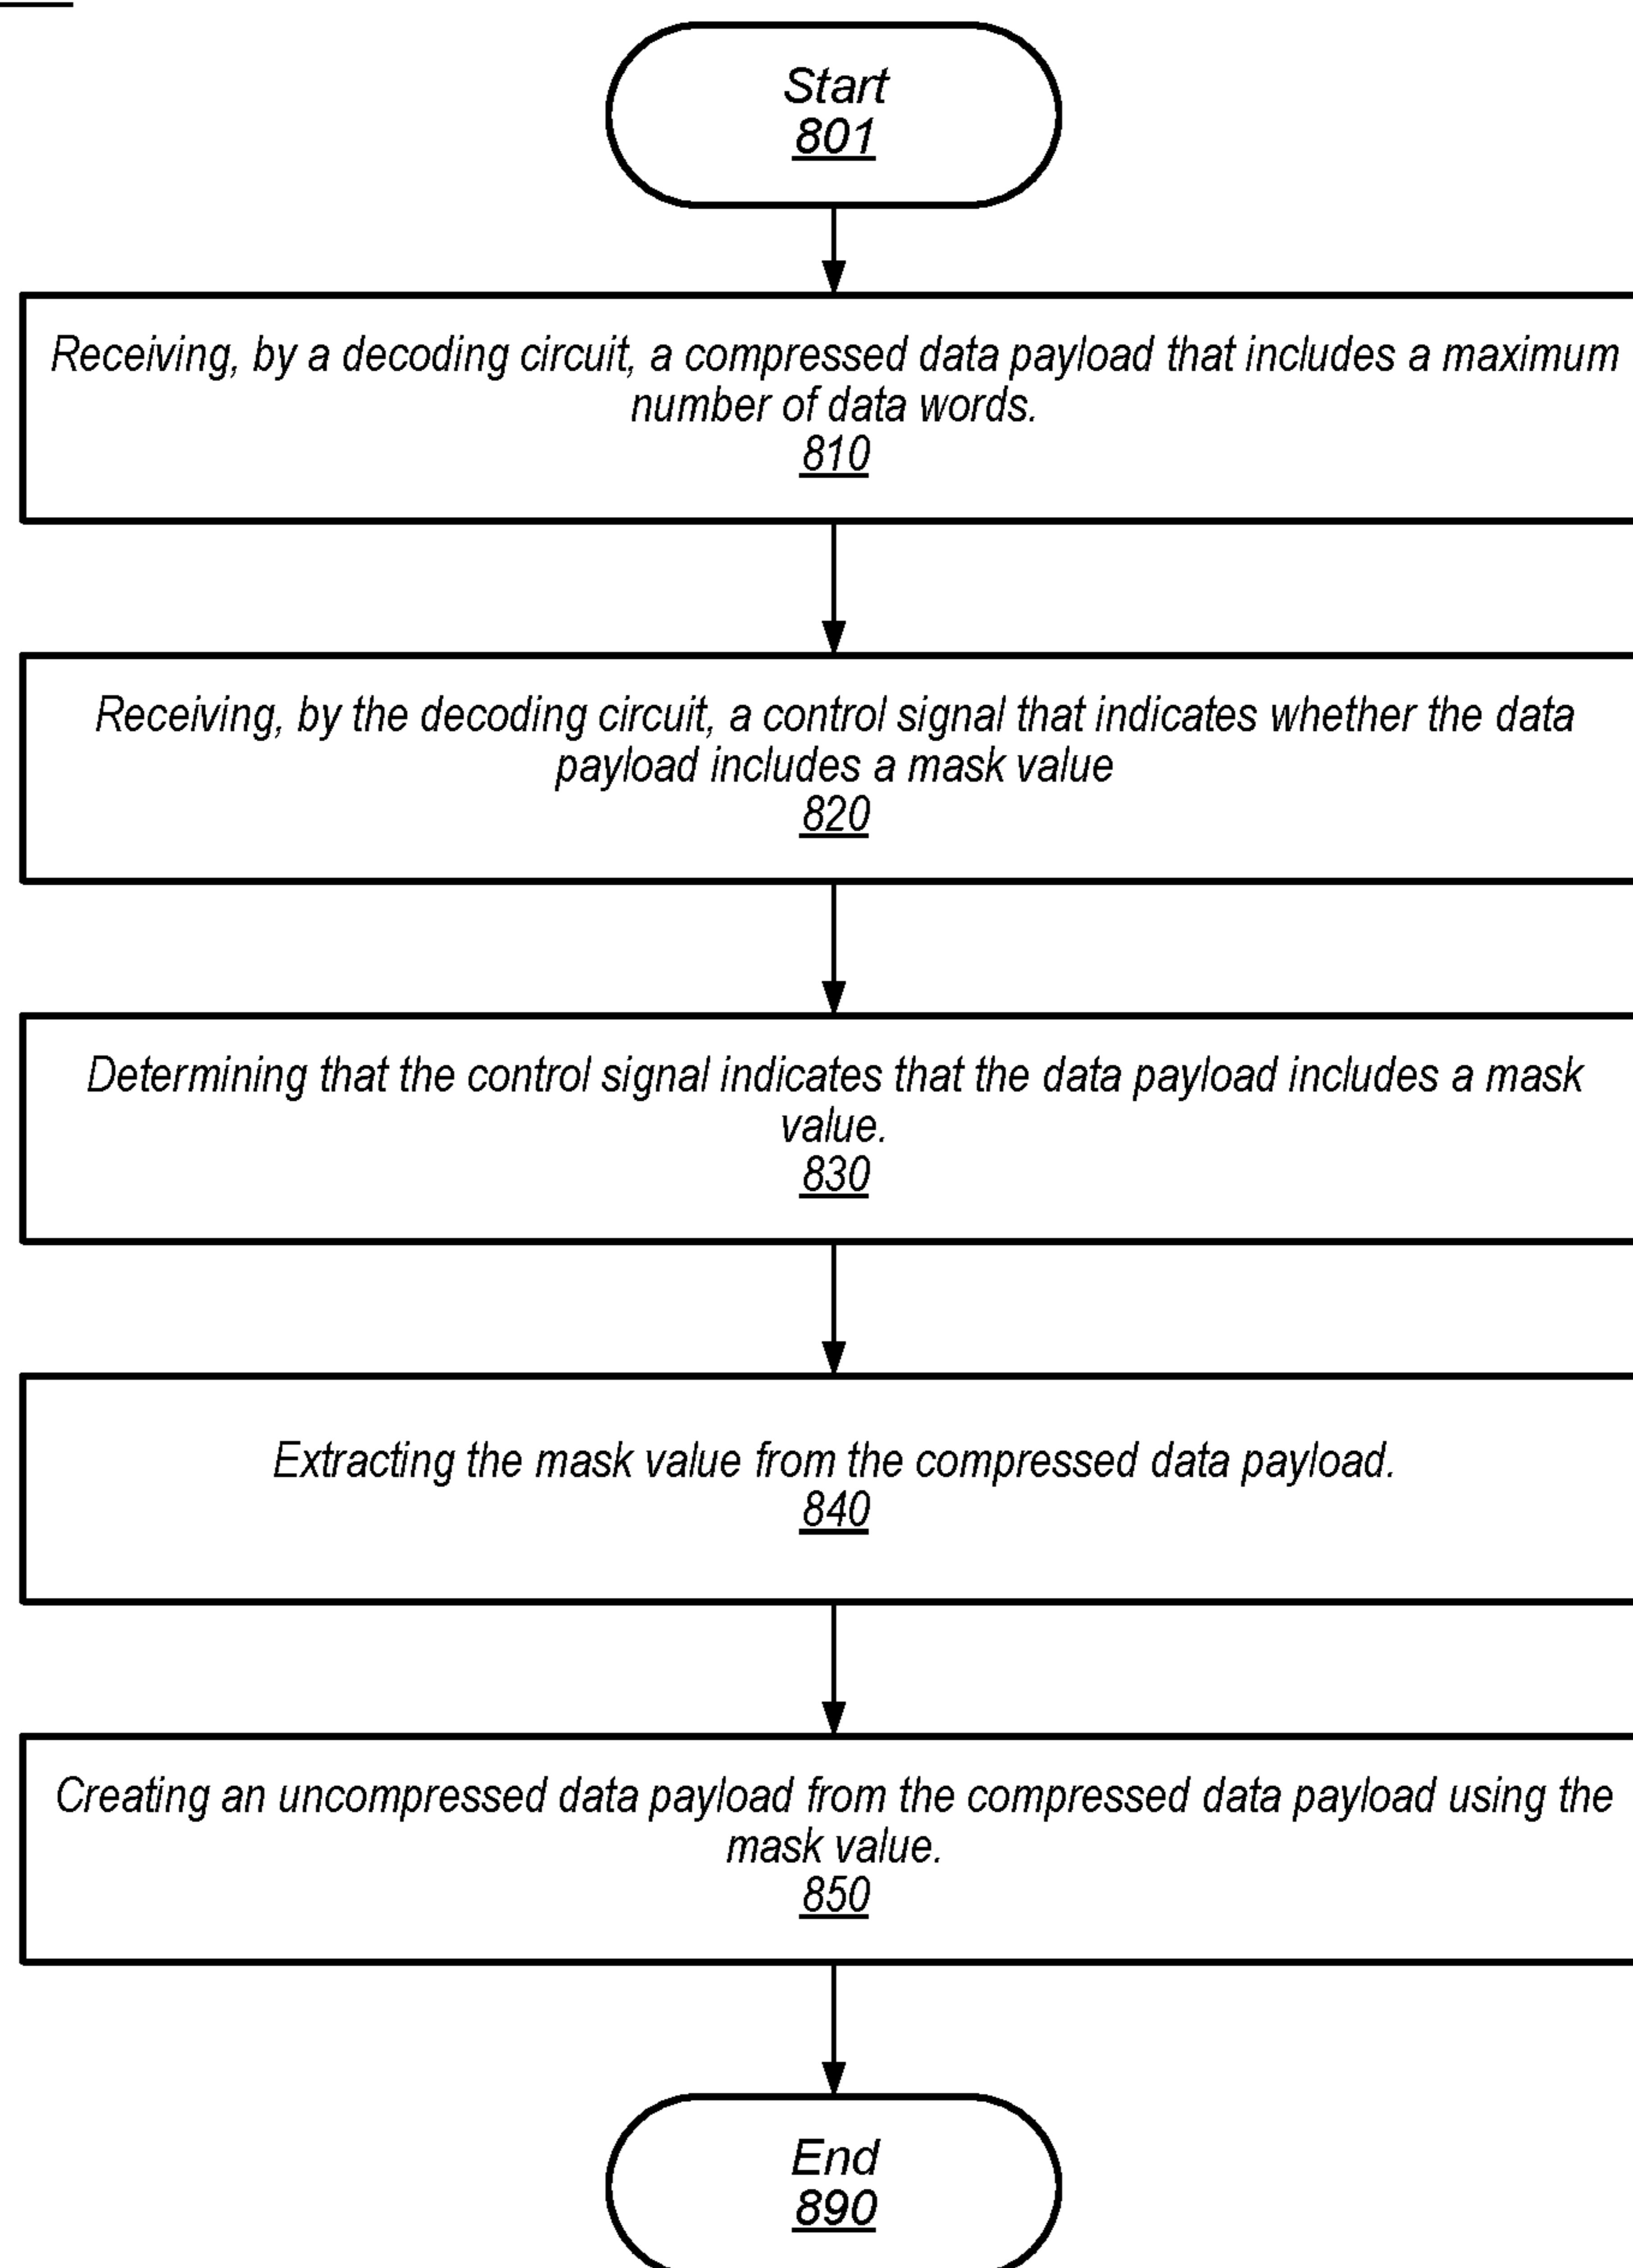 Start
801
Receiving, by a decoding circuit, a compressed data payload that includes a maximum
number of data words.
810
Receiving, by the decoding circuit, a control signal that indicates whether the data
payload includes a mask value
820
Determining that the control signal indicates that the data payload includes a mask
value.
830
Extracting the mask value from the compressed data payload.
840
Creating an uncompressed data payload from the compressed data payload using the
mask value.
850
End
890